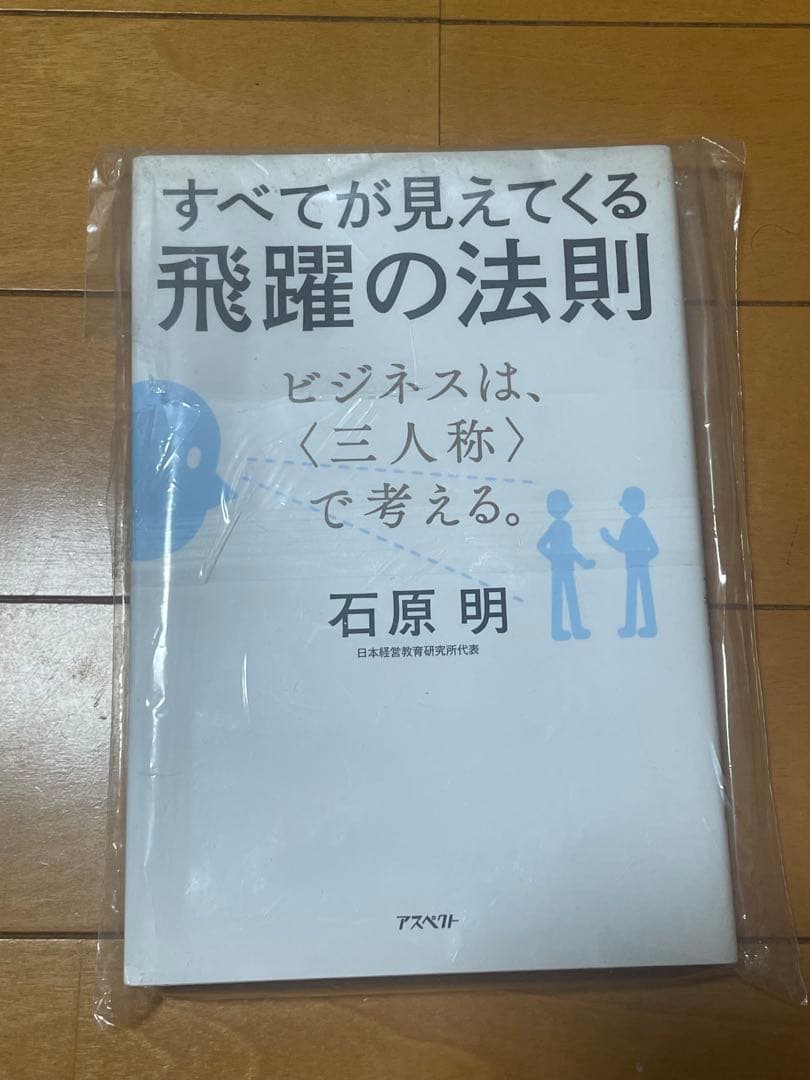 すべてが見えてくる
飛躍の法則
ビジネスは、
〈三人称〉
で考える。
石原 明
日本経営教育研究所代表
アスペクト